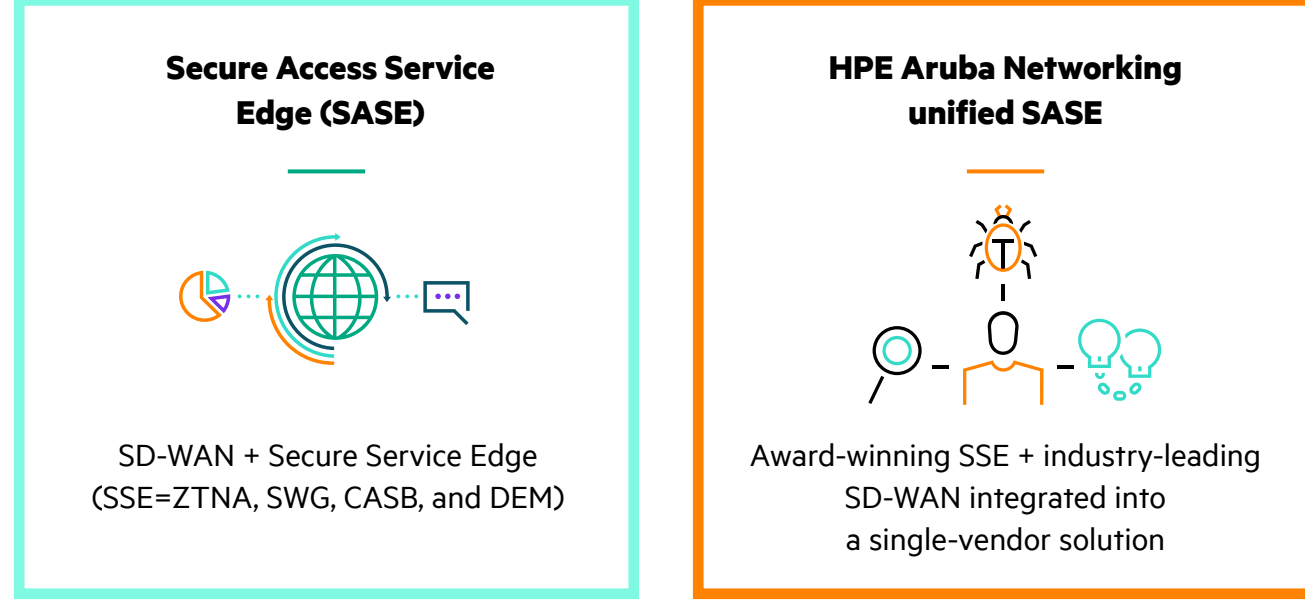 Secure Access Service
Edge (SASE)
SD-WAN + Secure Service Edge
(SSE=ZTNA, SWG, CASB, and DEM)
HPE Aruba Networking
unified SASE
Award-winning SSE + industry-leading
SD-WAN integrated into
a single-vendor solution